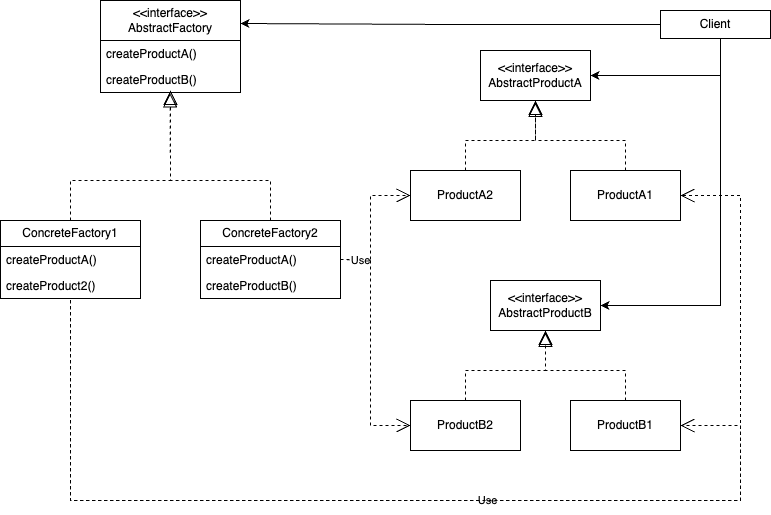 <<interface>>
AbstractFactory
createProductA()
createProductB()
Client
<<interface>>
AbstractProductA
ProductA2
ProductA1
ConcreteFactory1
createProductA()
createProduct2()
ConcreteFactory2
createProductA()
createProductB()
Use
<<interface>>
AbstractProductB
ProductB2
ProductB1
Use